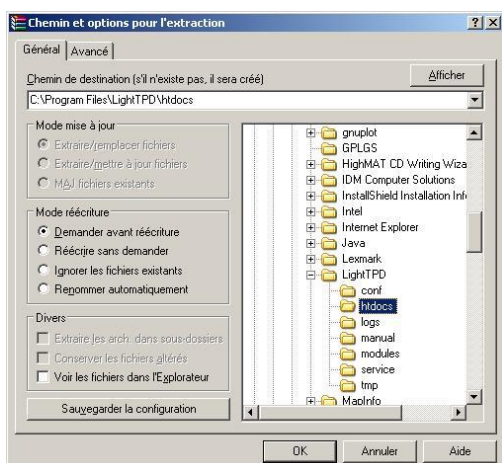 Chemin et options pour l'extraction
Général
Avancé
Chemin de destination (s'il n'existe pas, il sera créé)
Afficher
C:\Program Files\LightTPD\htdocs
Mode mise à jour
Extraire/remplacer fichiers
Extraire/mettre à jour fichiers
MAJ fichiers existants
Mode réécriture
Demander avant réécriture
Réécrire sans demander
Ignorer les fichiers existants
Renommer automatiquement
Divers
Extraire les arch. dans sous-dossiers
Conserver les fichiers altérés
Voir les fichiers dans l'Explorateur
Sauvegarder la configuration
gnuplot
GPLGS
HighMAT CD Writing Wiza
IDM Computer Solutions
InstallShield Installation Info
Intel
Internet Explorer
Java
Lexmark
LightTPD
conf
htdocs
logs
manual
modules
service
tmp
MapInfo
OK
Annuler
Aide